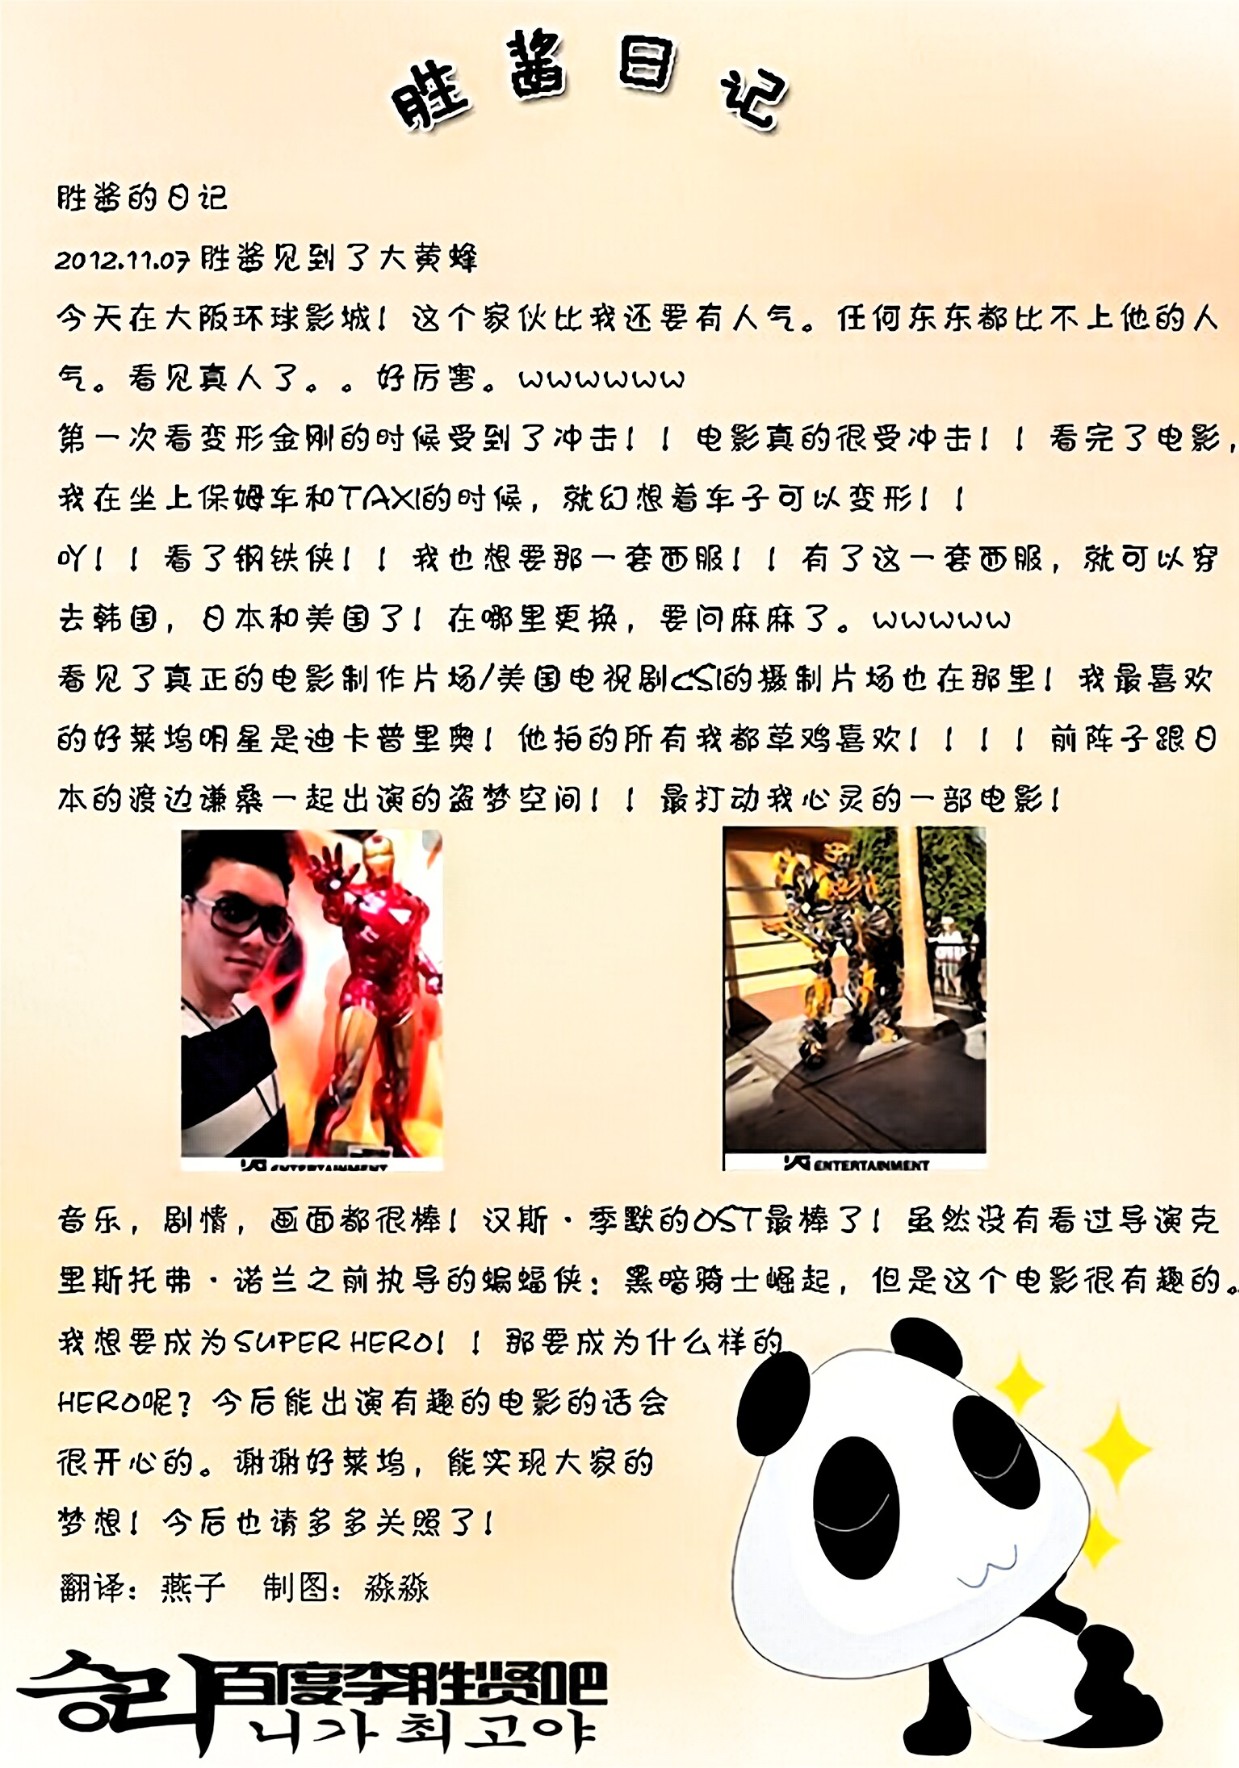 胜酱日记
胜酱的日记
2012.11.07 胜酱见到了大黄蜂
今天在大阪环球影城！这个家伙比我还要有人气。任何东东都比不上他的人
气。看见真人了。。好厉害。wwwwww
第一次看变形金刚的时候受到了冲击！！电影真的很受冲击！！看完了电影，
我在坐上保姆车和TAXI的时候，就幻想着车子可以变形！！
吖！！看了钢铁侠！！我也想要那一套西服！！有了这一套西服，就可以穿
去韩国，日本和美国了！在哪里更换，要问麻麻了。wwwww
看见了真正的电影制作片场/美国电视剧CSI的摄制片场也在那里！我最喜欢
的好莱坞明星是迪卡普里奥！他拍的所有我都草鸡喜欢！！！！前阵子跟日
本的渡边谦桑一起出演的盗梦空间！！最打动我心灵的一部电影！
YG ENTERTAINMENT
YG ENTERTAINMENT
音乐，剧情，画面都很棒！汉斯·季默的OST最棒了！虽然没有看过导演克
里斯托弗·诺兰之前执导的蝙蝠侠：黑暗骑士崛起，但是这个电影很有趣的。
我想要成为SUPER HERO！！那要成为什么样的
HERO呢？今后能出演有趣的电影的话会
很开心的。谢谢好莱坞，能实现大家的
梦想！今后也请多多关照了！
翻译：燕子 制图：淼淼
승리百度李胜贤吧
니가 최고야